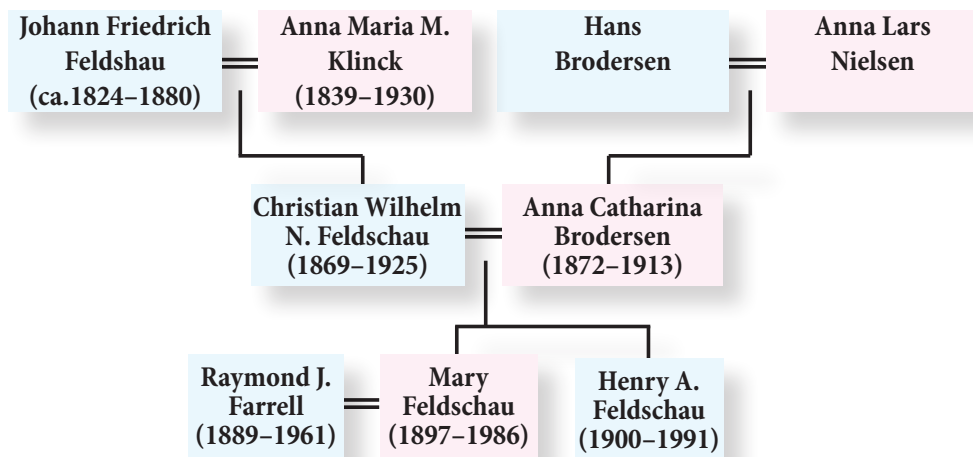 Johann Friedrich
Feldshau
(ca.1824–1880)
Anna Maria M.
Klinck
(1839–1930)
Hans
Brodersen
Anna Lars
Nielsen
Christian Wilhelm
N. Feldschau
(1869–1925)
Anna Catharina
Brodersen
(1872–1913)
Raymond J.
Farrell
(1889–1961)
Mary
Feldschau
(1897–1986)
Henry A.
Feldschau
(1900–1991)